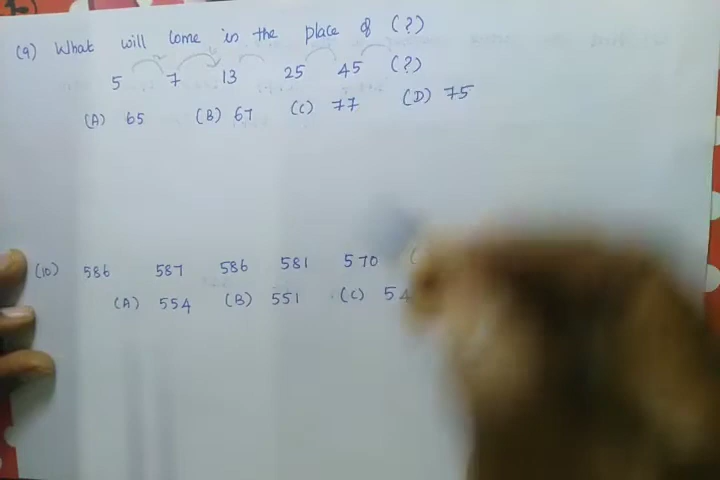 (9) What will come in the place of (?)
5 7 13 25 45 (?)
(A) 65 (B) 67 (C) 77 (D) 75
(10) 586 587 586 581 570
(A) 554 (B) 551 (C)